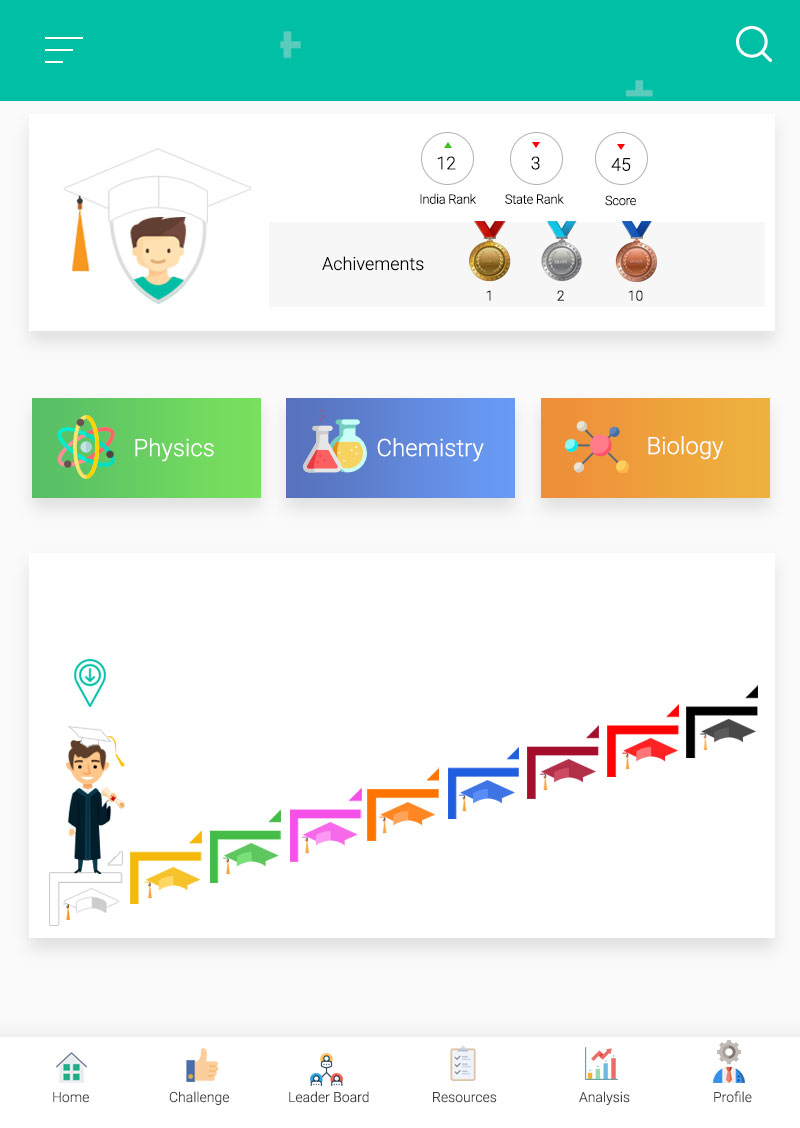 12
3
45
India Rank
State Rank
Score
Achivements
1
2
10
Physics
Chemistry
Biology
Home
Challenge
Leader Board
Resources
Analysis
Profile